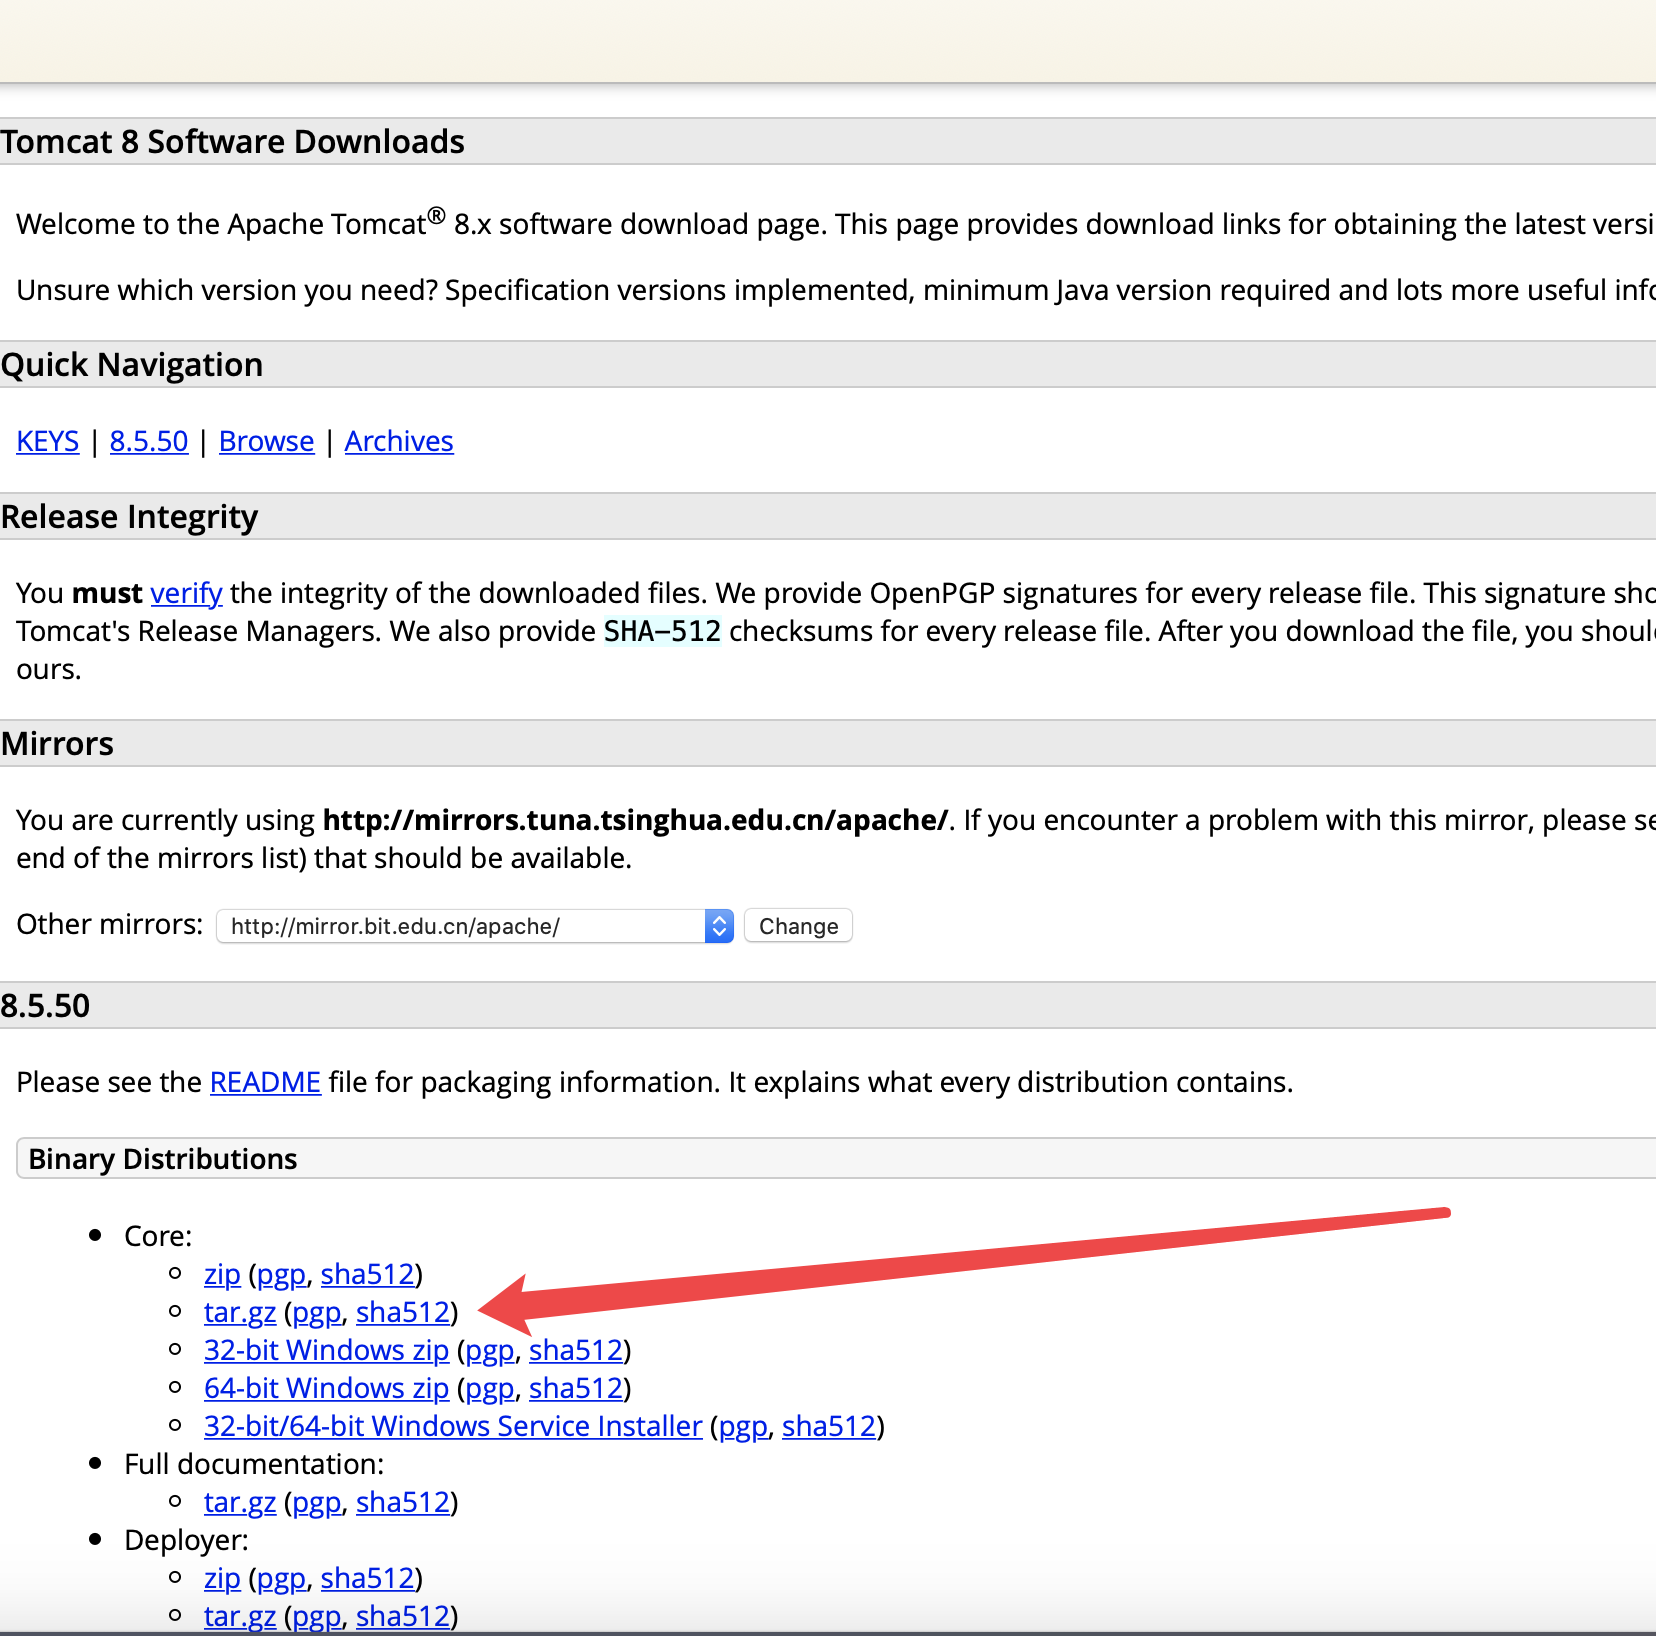 Tomcat 8 Software Downloads
Welcome to the Apache Tomcat® 8.x software download page. This page provides download links for obtaining the latest versi
Unsure which version you need? Specification versions implemented, minimum Java version required and lots more useful info
Quick Navigation
KEYS | 8.5.50 | Browse | Archives
Release Integrity
You must verify the integrity of the downloaded files. We provide OpenPGP signatures for every release file. This signature sho
Tomcat's Release Managers. We also provide SHA-512 checksums for every release file. After you download the file, you shoul
ours.
Mirrors
You are currently using http://mirrors.tuna.tsinghua.edu.cn/apache/. If you encounter a problem with this mirror, please se
end of the mirrors list) that should be available.
Other mirrors: http://mirror.bit.edu.cn/apache/ Change
8.5.50
Please see the README file for packaging information. It explains what every distribution contains.
Binary Distributions
Core:
zip (pgp, sha512)
tar.gz (pgp, sha512)
32-bit Windows zip (pgp, sha512)
64-bit Windows zip (pgp, sha512)
32-bit/64-bit Windows Service Installer (pgp, sha512)
Full documentation:
tar.gz (pgp, sha512)
Deployer:
zip (pgp, sha512)
tar.gz (pgp, sha512)